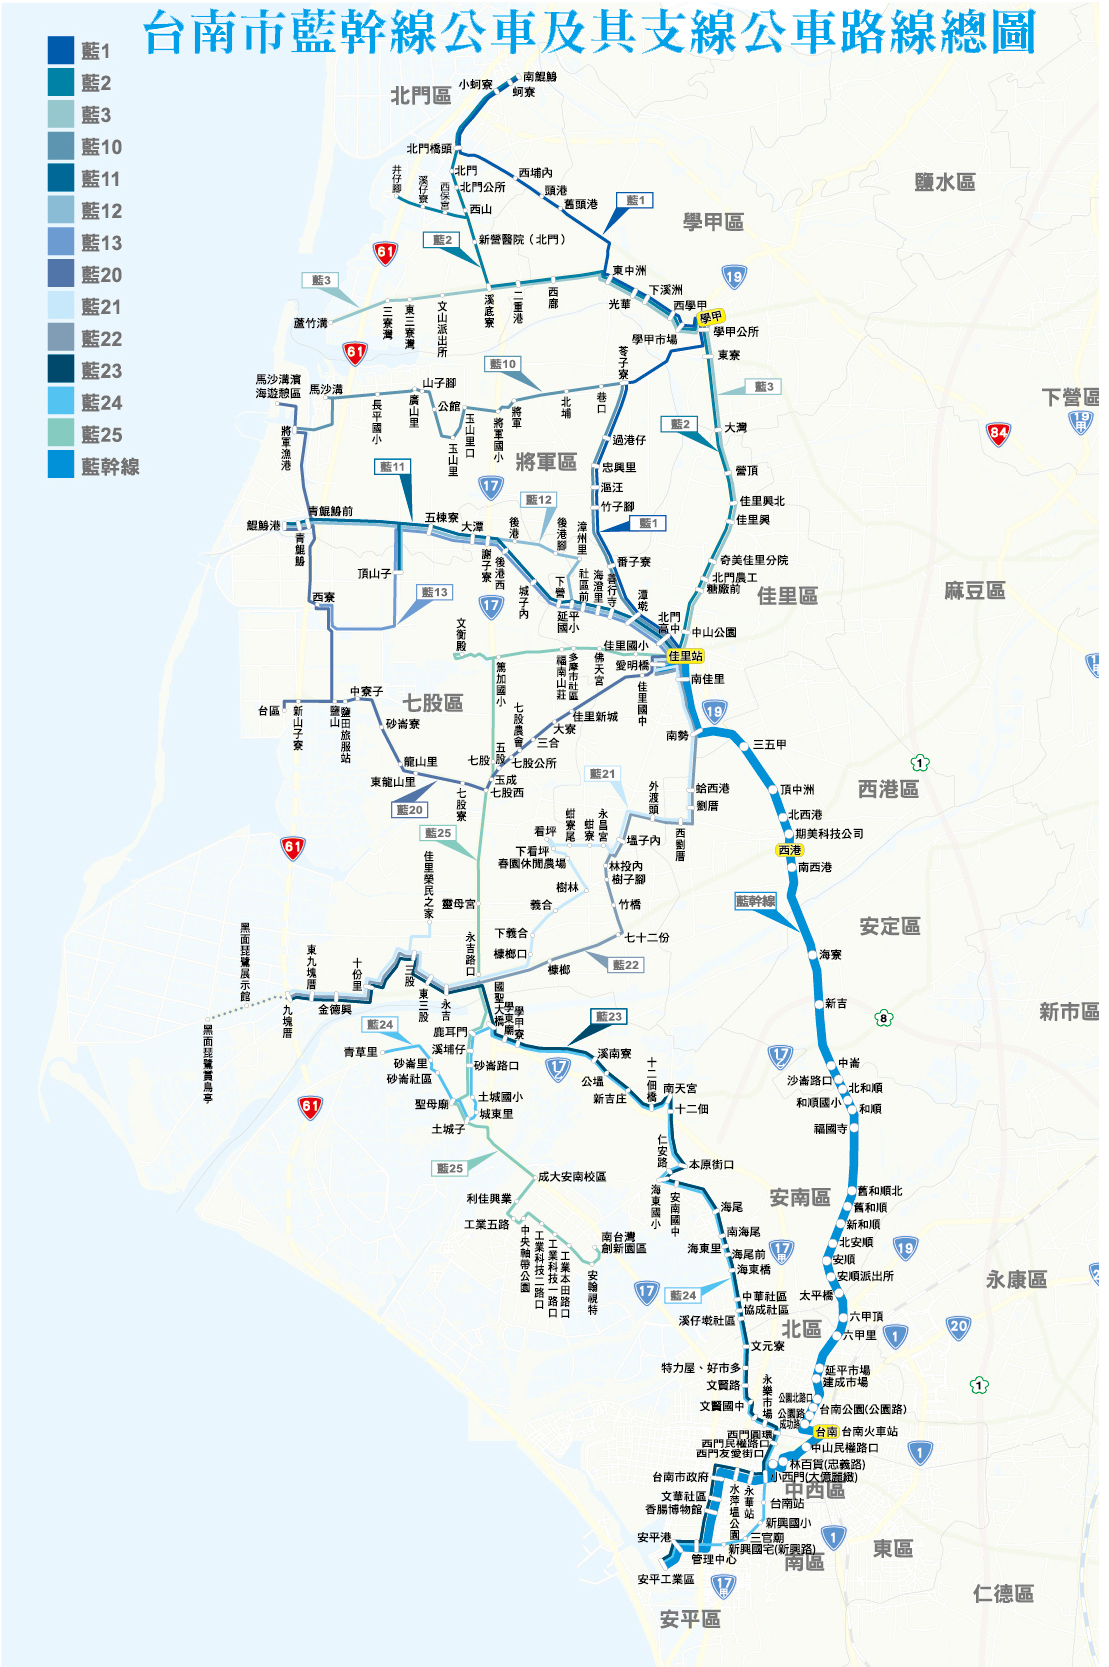 台南市藍幹線公車及其支線公車路線總圖
藍1
藍2
藍3
藍10
藍11
藍12
藍13
藍20
藍21
藍22
藍23
藍24
藍25
藍幹線
北門區
鹽水區
學甲區
下營區
將軍區
佳里區
麻豆區
七股區
西港區
安定區
新市區
安南區
永康區
北區
中西區
東區
南區
仁德區
安平區
小蚵寮
南鯤鯓
蚵寮
北門橋頭
北門
北門公所
井仔腳
溪仔寮
西保宮
西山
新營醫院（北門）
西埔內
頭港
舊頭港
藍1
藍2
藍3
61
19
東中洲
下溪洲
光華
西學甲
學甲
學甲公所
學甲市場
東寮
蘆竹溝
三寮灣
東三寮灣
文山派出所
溪底寮
二重港
西廍
61
苓子寮
藍10
藍3
馬沙溝濱
海遊憩區
馬沙溝
長平國小
山子腳
廣山里
公館
玉山里
玉山里口
將軍國小
將軍
北埔
巷口
將軍漁港
過港仔
忠興里
漚汪
竹子腳
藍1
藍2
大灣
營頂
佳里興北
佳里興
奇美佳里分院
北門農工
糖廠前
中山公園
84
19甲
17
藍11
藍12
鯤鯓港
青鯤鯓前
青鯤鯓
五棟寮
大潭
謝子寮
後港西
後港
後港腳
漳州里
頂山子
藍13
西寮
17
城子內
下營
延平國小
社區前
海澄里
善行寺
番子寮
潭墘
北門高中
佳里站
文衡殿
篤加國小
福南山莊
多摩市社區
佛天宮
佳里國小
愛明橋
佳里國中
南佳里
台區
新山子寮
鹽山
鹽田旅服站
中寮子
砂崙寮
龍山里
東龍山里
藍20
七股寮
七股
五股
玉成
七股西
七股公所
七股農會
三合
大寮
佳里新城
南勢
19
三五甲
頂中洲
北西港
期美科技公司
西港
南西港
藍幹線
海寮
新吉
1
8
蛤西港
劉厝
西劉厝
外渡頭
塭子內
藍21
藍25
看坪
蚶寮尾
蚶寮
永昌宮
下看坪
春園休閒農場
林投內
樹子腳
樹林
義合
下義合
竹橋
七十二份
藍22
槺榔口
槺榔
61
佳里榮民之家
靈母宮
永吉路口
黑面琵鷺展示館
黑面琵鷺賞鳥亭
東九塊厝
九塊厝
金德興
十份里
三股
東三股
永吉
國聖大橋
學東廟
學甲寮
藍23
藍24
鹿耳門
溪埔仔
砂崙路口
青草里
砂崙里
砂崙社區
聖母廟
土城國小
城東里
土城子
61
17
17
溪南寮
公塭
新吉庄
十二佃橋
南天宮
十二佃
仁安路
本原街口
海東國小
安南國中
中崙
沙崙路口
北和順
和順國小
和順
福國寺
舊和順北
舊和順
新和順
北安順
安順
安順派出所
太平橋
六甲頂
六甲里
藍25
成大安南校區
利佳興業
工業五路
中央軸帶公園
工業科技二路口
工業科技一路口
工業本田路口
南台灣
創新園區
安翰視特
17
海尾
南海尾
海東里
海尾前
海東橋
藍24
中華社區
協成社區
溪仔墘社區
文元寮
特力屋、好市多
文賢路
文賢國中
永樂市場
17甲
19
1
20
1
延平市場
建成市場
公園北路口
台南公園(公園路)
公園路
成功路
台南
台南火車站
中山民權路口
西門圓環
西門民權路口
西門友愛街口
林百貨(忠義路)
小西門(大億麗緻)
1
台南市政府
文華社區
香腸博物館
水萍塭公園
永華站
台南站
新興國小
三官廟
新興國宅(新興路)
安平港
管理中心
安平工業區
1
17甲